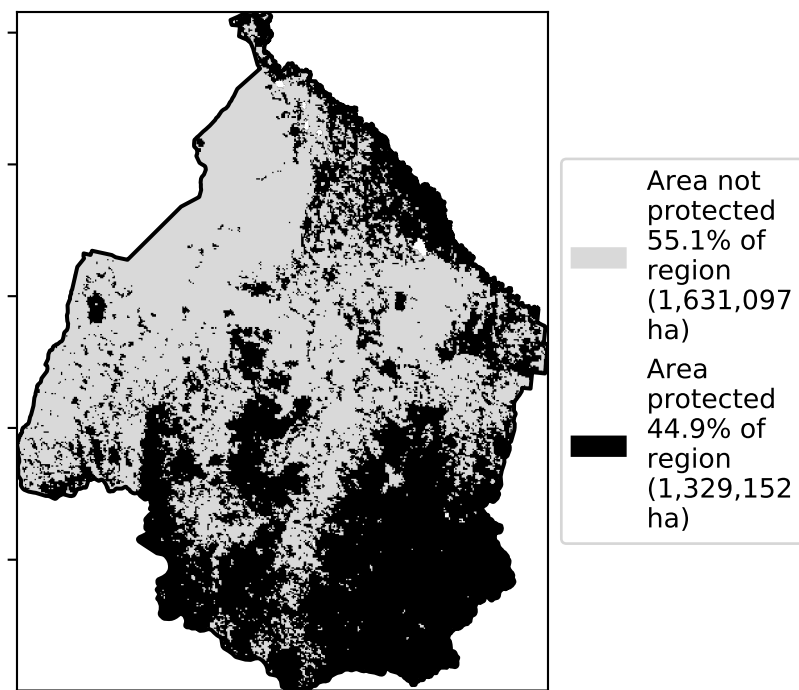 Area not
protected
55.1% of
region
(1,631,097
ha)
Area
protected
44.9% of
region
(1,329,152
ha)